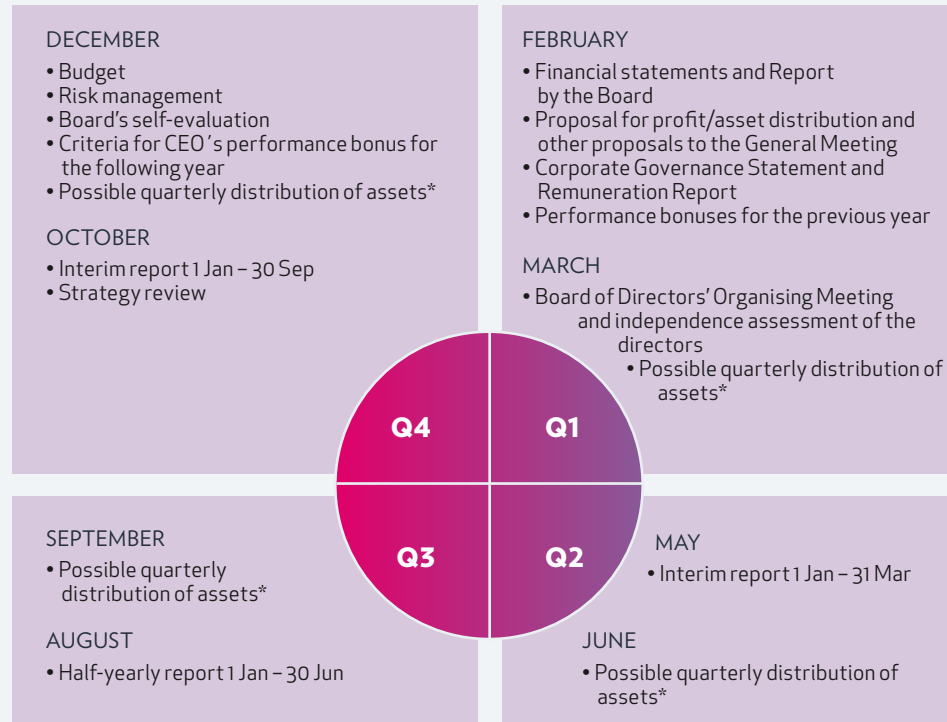 DECEMBER
• Budget
• Risk management
• Board's self-evaluation
• Criteria for CEO's performance bonus for
the following year
• Possible quarterly distribution of assets*
OCTOBER
• Interim report 1 Jan – 30 Sep
• Strategy review
FEBRUARY
• Financial statements and Report
by the Board
• Proposal for profit/asset distribution and
other proposals to the General Meeting
• Corporate Governance Statement and
Remuneration Report
• Performance bonuses for the previous year
MARCH
• Board of Directors' Organising Meeting
and independence assessment of the
directors
• Possible quarterly distribution of
assets*
Q4
Q1
Q3
Q2
SEPTEMBER
• Possible quarterly
distribution of assets*
AUGUST
• Half-yearly report 1 Jan – 30 Jun
MAY
• Interim report 1 Jan – 31 Mar
JUNE
• Possible quarterly distribution of
assets*